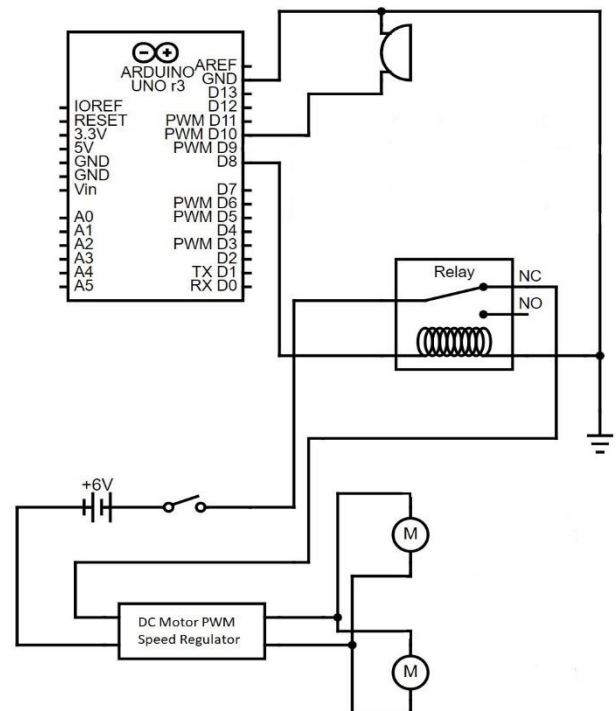 ARDUINO
UNO r3
AREF
GND
D13
D12
PWM D11
PWM D10
PWM D9
D8
D7
PWM D6
PWM D5
D4
PWM D3
D2
TX D1
RX D0
IOREF
RESET
3.3V
5V
GND
GND
Vin
A0
A1
A2
A3
A4
A5
Relay
NC
NO
+6V
M
DC Motor PWM
Speed Regulator
M